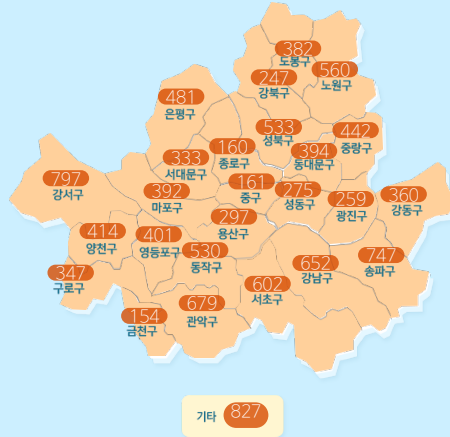 382
도봉구
560
노원구
247
강북구
481
은평구
533
성북구
442
중랑구
160
종로구
394
동대문구
333
서대문구
797
강서구
392
마포구
161
중구
275
성동구
259
광진구
360
강동구
297
용산구
414
양천구
401
영등포구
530
동작구
747
송파구
652
강남구
347
구로구
602
서초구
679
관악구
154
금천구
기타 827